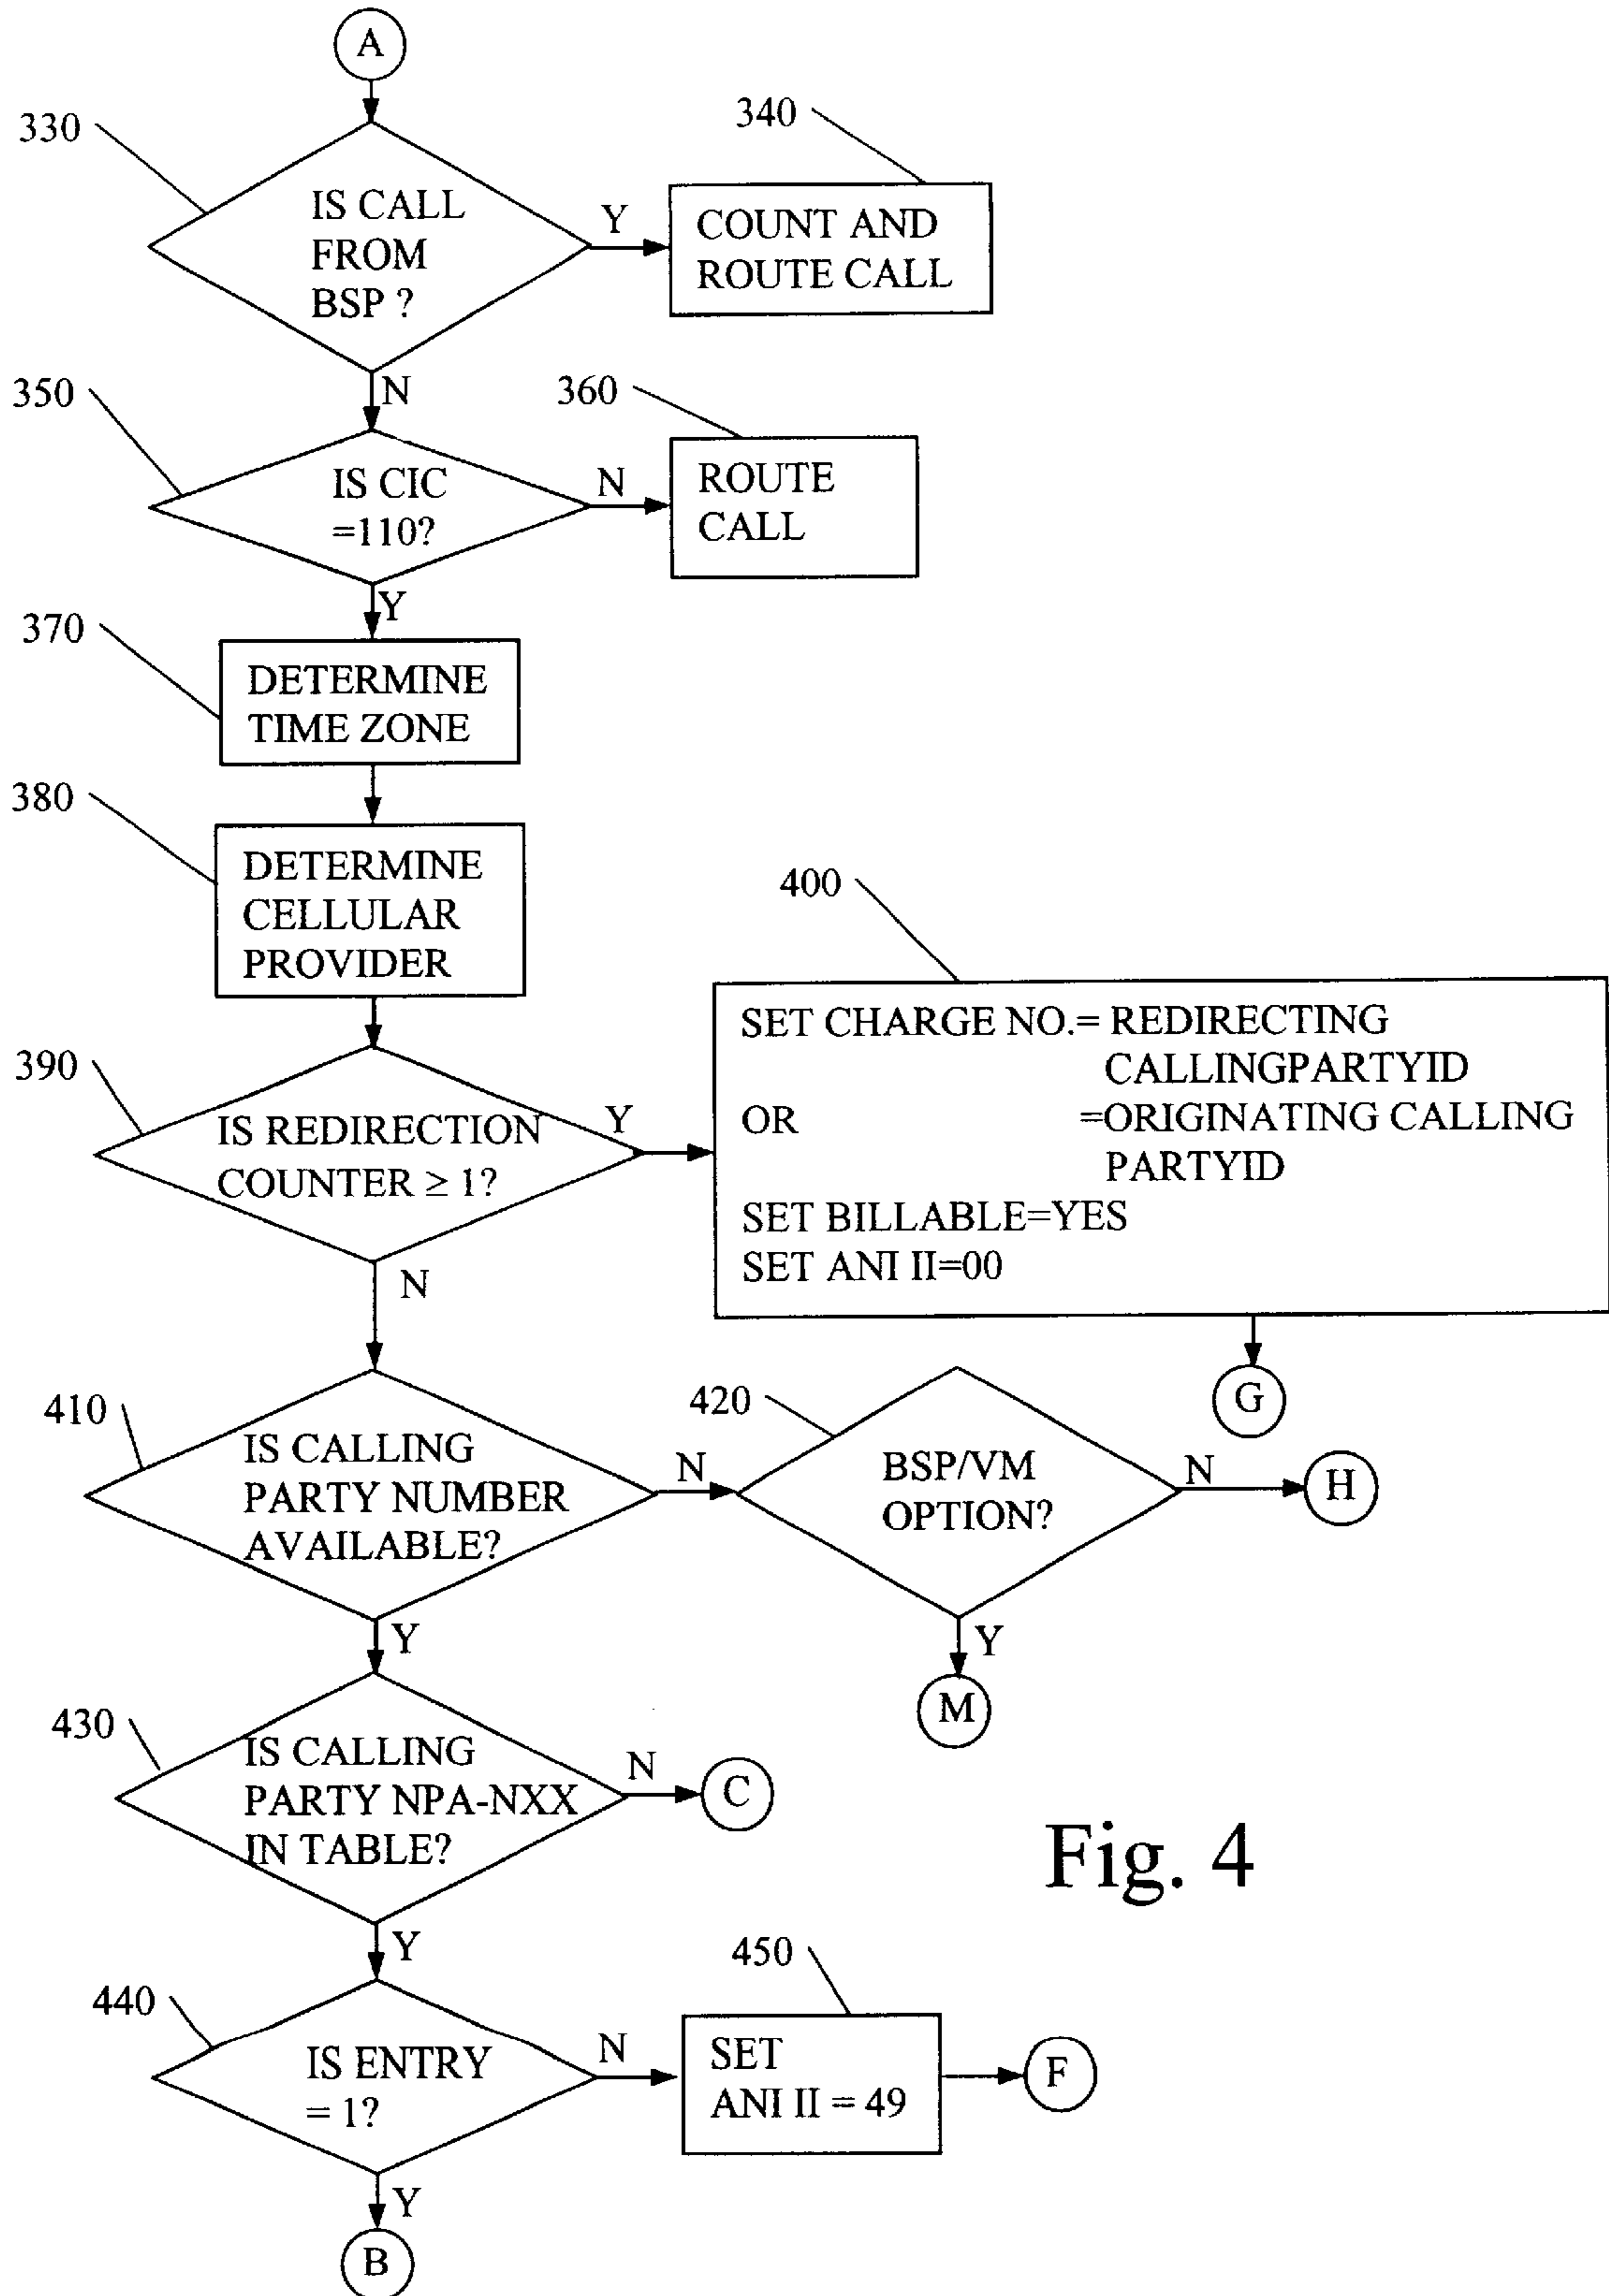 A
330
340
IS CALL
FROM
BSP ?
Y
COUNT AND
ROUTE CALL
N
350
360
IS CIC
=110?
N
ROUTE
CALL
Y
370
DETERMINE
TIME ZONE
380
DETERMINE
CELLULAR
PROVIDER
400
SET CHARGE NO.= REDIRECTING
CALLINGPARTYID
OR =ORIGINATING CALLING
PARTYID
SET BILLABLE=YES
SET ANI II=00
390
IS REDIRECTION
COUNTER ≥ 1?
Y
N
G
410
420
IS CALLING
PARTY NUMBER
AVAILABLE?
N
BSP/VM
OPTION?
N
H
Y
Y
M
430
IS CALLING
PARTY NPA-NXX
IN TABLE?
N
C
Fig. 4
Y
440
450
IS ENTRY
= 1?
N
SET
ANI II = 49
F
Y
B